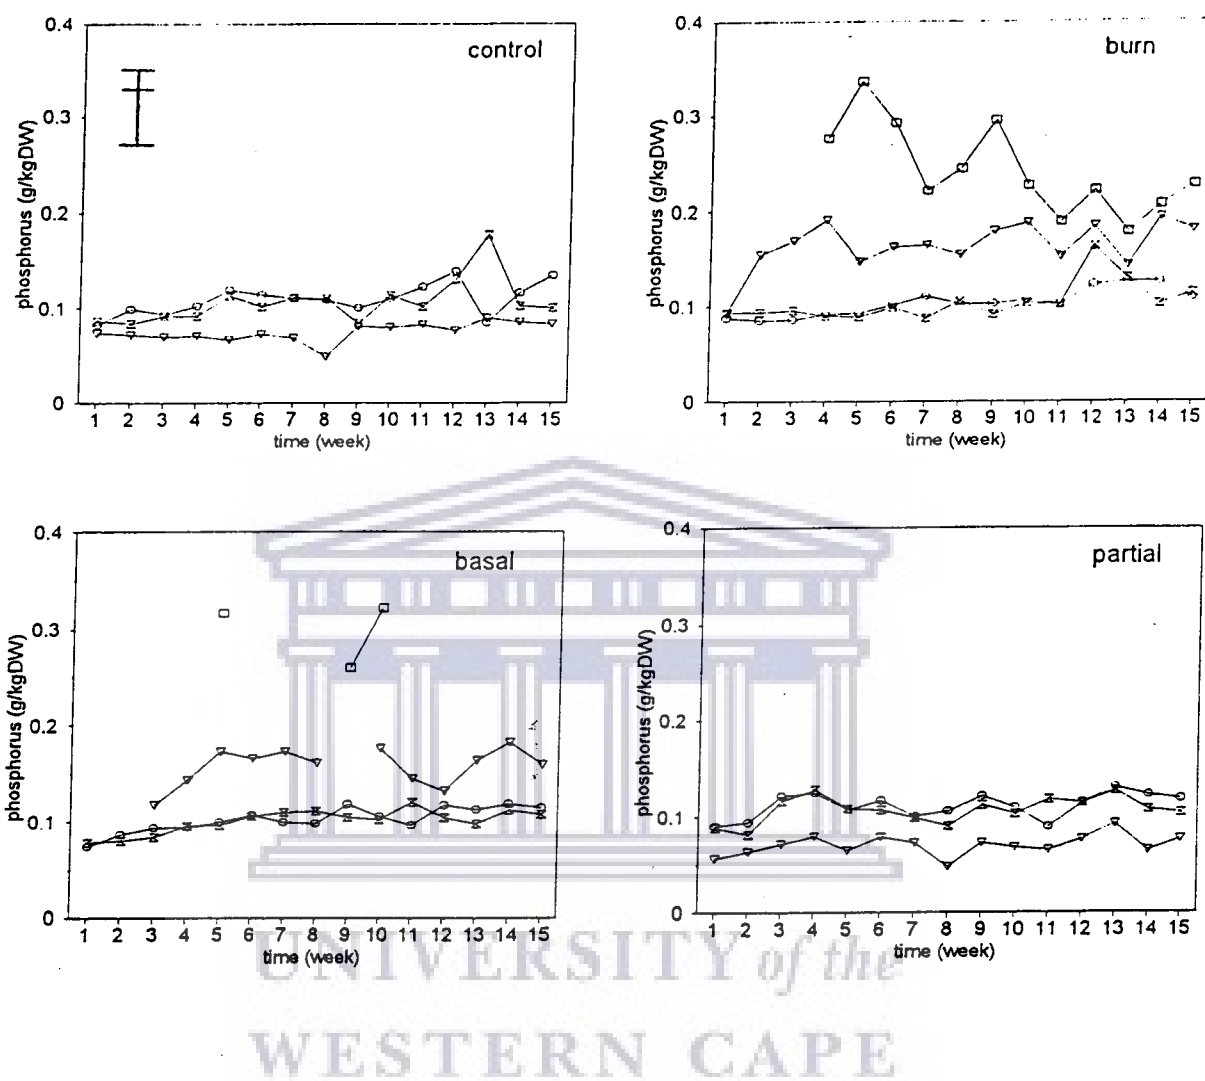 0.4
control
0.3
0.2
0.1
0
phosphorus (g/kgDW)
1 2 3 4 5 6 7 8 9 10 11 12 13 14 15
time (week)
0.4
burn
0.3
0.2
0.1
0
phosphorus (g/kgDW)
1 2 3 4 5 6 7 8 9 10 11 12 13 14 15
time (week)
0.4
basal
0.3
0.2
0.1
0
phosphorus (g/kgDW)
1 2 3 4 5 6 7 8 9 10 11 12 13 14 15
time (week)
0.4
partial
0.3
0.2
0.1
0
phosphorus (g/kgDW)
1 2 3 4 5 6 7 8 9 10 11 12 13 14 15
time (week)
UNIVERSITY of the
WESTERN CAPE